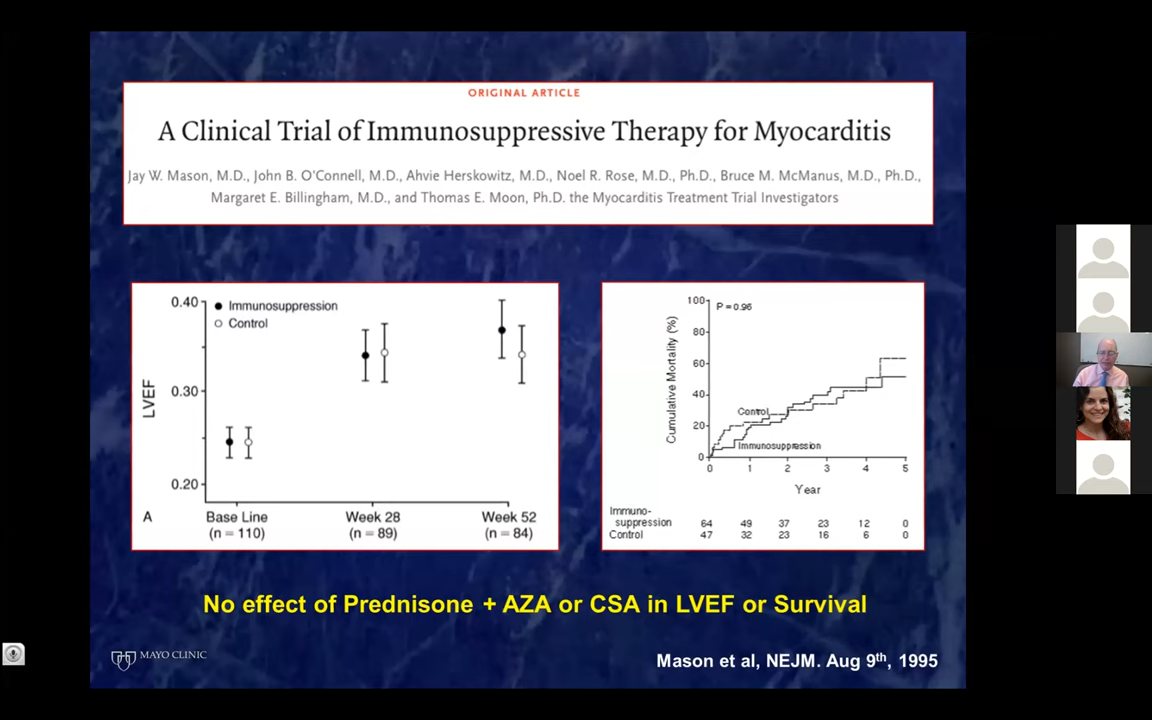 ORIGINAL ARTICLE
A Clinical Trial of Immunosuppressive Therapy for Myocarditis
Jay W. Mason, M.D., John B. O'Connell, M.D., Ahvie Herskowitz, M.D., Noel R. Rose, M.D., Ph.D., Bruce M. McManus, M.D., Ph.D.,
Margaret E. Billingham, M.D., and Thomas E. Moon, Ph.D. the Myocarditis Treatment Trial Investigators
0.40
Immunosuppression
Control
LVEF
0.30
0.20
A
Base Line
(n = 110)
Week 28
(n = 89)
Week 52
(n = 84)
Cumulative Mortality (%)
100
P = 0.96
80
60
40
Control
20
Immunosuppression
0
0 1 2 3 4 5
Year
Immuno-
suppression 64 49 37 23 12 0
Control 47 32 23 16 6 0
No effect of Prednisone + AZA or CSA in LVEF or Survival
MAYO CLINIC
Mason et al, NEJM. Aug 9th, 1995